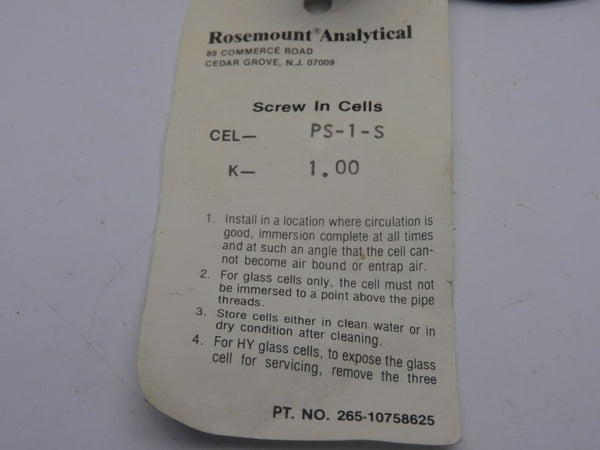 Rosemount® Analytical
89 COMMERCE ROAD
CEDAR GROVE, N.J. 07009
Screw In Cells
CEL— PS-1-S
K— 1.00
1. Install in a location where circulation is
good, immersion complete at all times
and at such an angle that the cell can-
not become air bound or entrap air.
2. For glass cells only, the cell must not
be immersed to a point above the pipe
threads.
3. Store cells either in clean water or in
dry condition after cleaning.
4. For HY glass cells, to expose the glass
cell for servicing, remove the three
PT. NO. 265-10758625